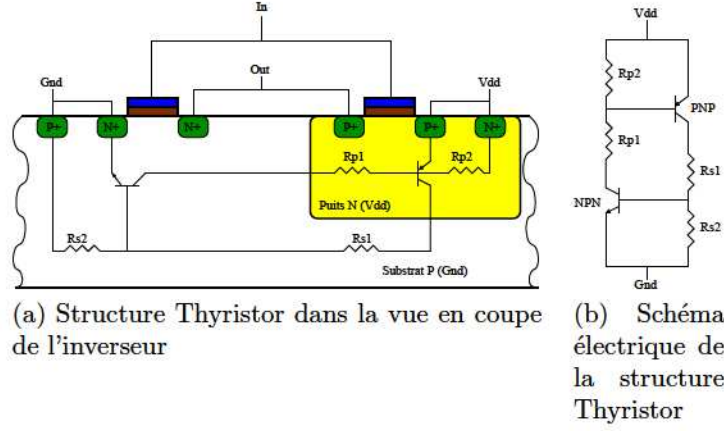 In
Gnd
Out
Vdd
P+
N+
N+
P+
P+
N+
Rp1
Rp2
Puits N (Vdd)
Rs2
Rs1
Substrat P (Gnd)
(a) Structure Thyristor dans la vue en coupe
de l'inverseur
Vdd
Rp2
PNP
Rp1
Rs1
NPN
Rs2
Gnd
(b) Schéma
électrique de
la structure
Thyristor